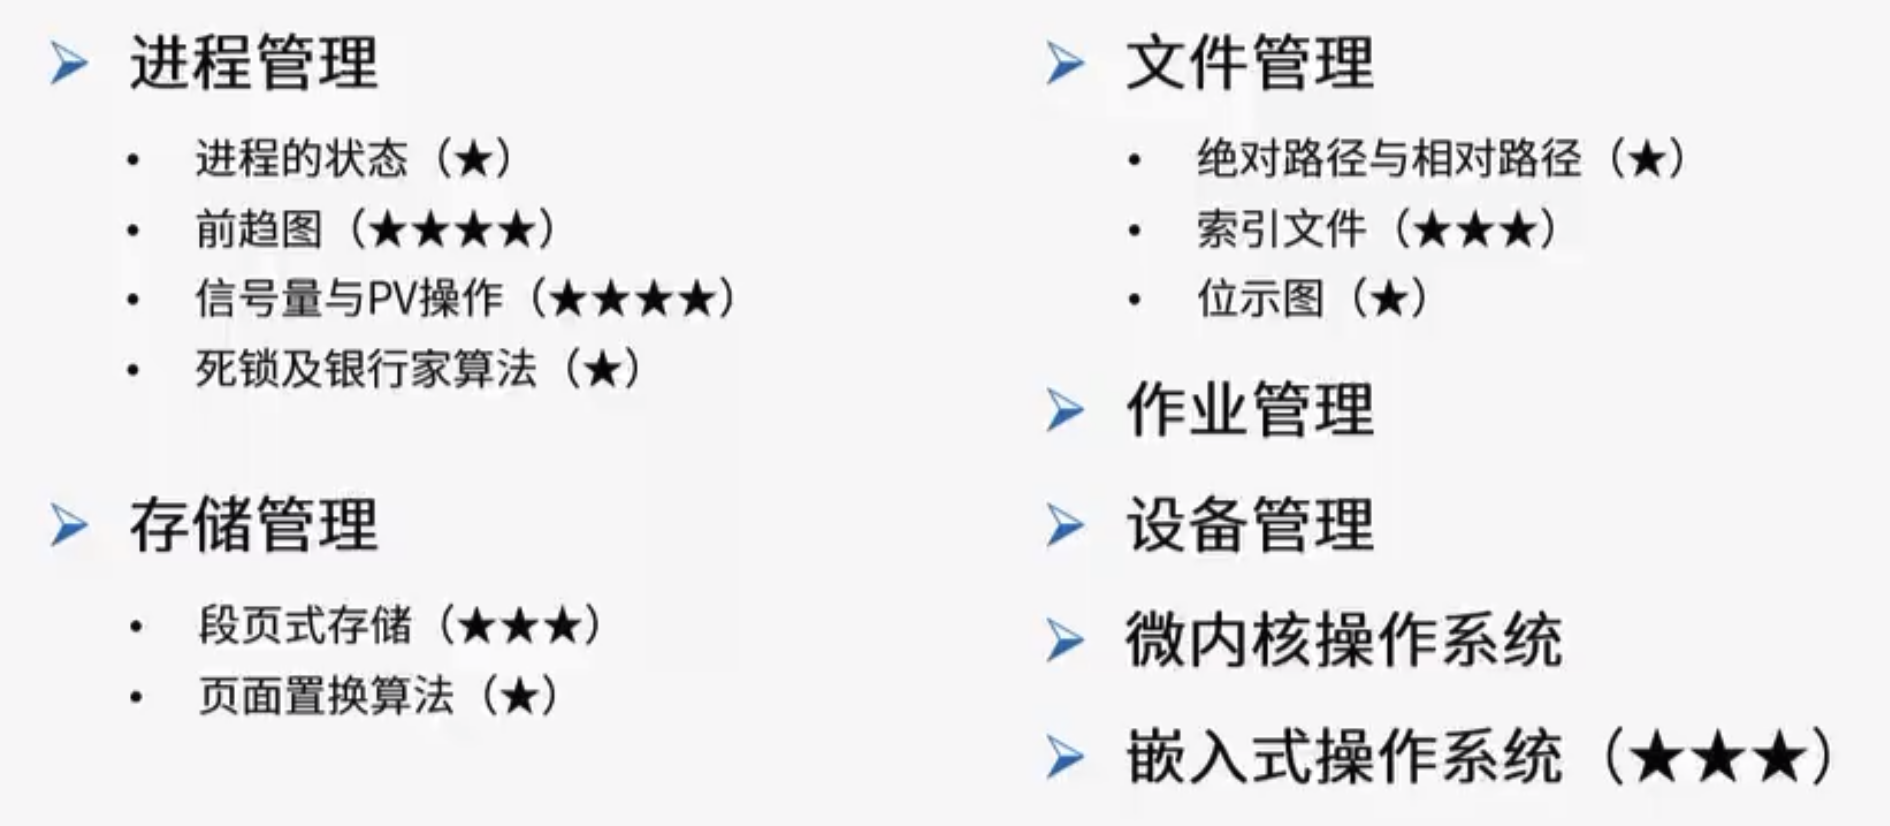 进程管理
• 进程的状态（★）
• 前趋图（★★★★）
• 信号量与PV操作（★★★★）
• 死锁及银行家算法（★）
存储管理
• 段页式存储（★★★）
• 页面置换算法（★）
文件管理
• 绝对路径与相对路径（★）
• 索引文件（★★★）
• 位示图（★）
作业管理
设备管理
微内核操作系统
嵌入式操作系统（★★★）